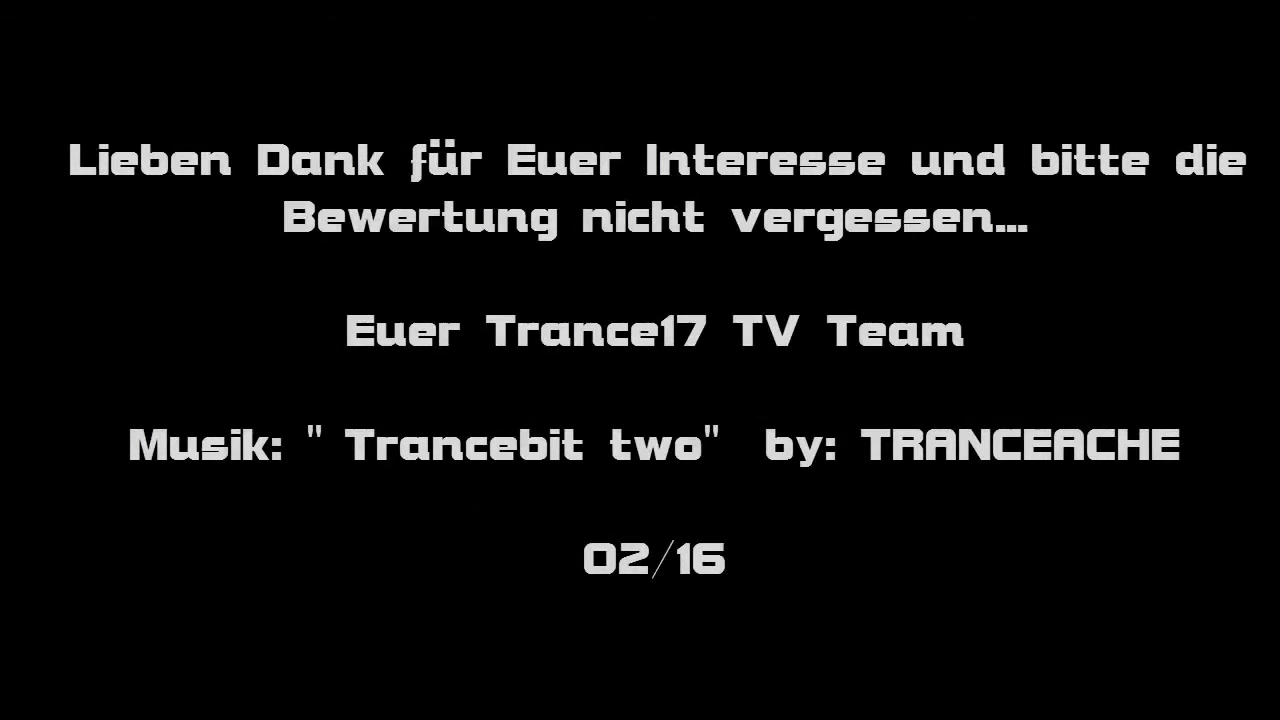 Lieben Dank für Euer Interesse und bitte die
Bewertung nicht vergessen...
Euer Trance17 TV Team
Musik: " Trancebit two" by: TRANCEACHE
02/16